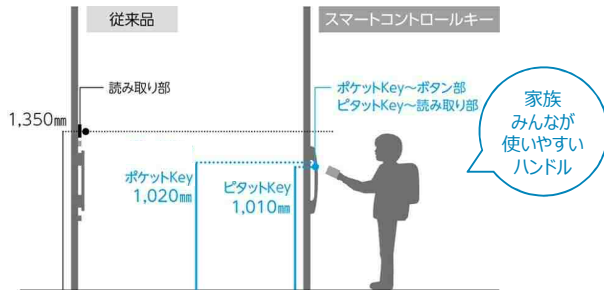 従来品
スマートコントロールキー
読み取り部
1,350mm
ポケットKey～ボタン部
ピタットKey～読み取り部
家族
みんなが
使いやすい
ハンドル
ポケットKey
1,020mm
ピタットKey
1,010mm